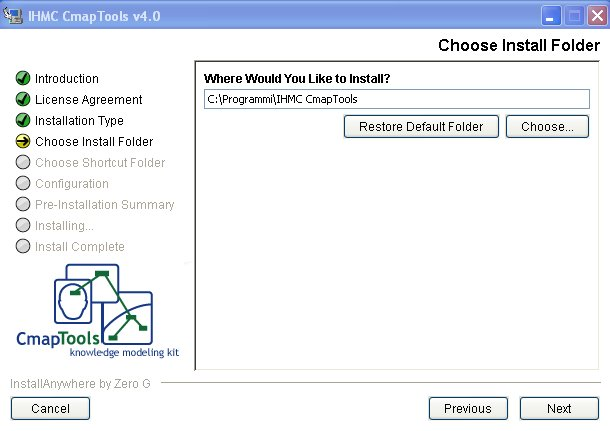 IHMC CmapTools v4.0
Choose Install Folder
Introduction
License Agreement
Installation Type
Choose Install Folder
Choose Shortcut Folder
Configuration
Pre-Installation Summary
Installing...
Install Complete
Where Would You Like to Install?
C:\Programmi\IHMC CmapTools
Restore Default Folder
Choose...
CmapTools
knowledge modeling kit
InstallAnywhere by Zero G
Cancel
Previous
Next